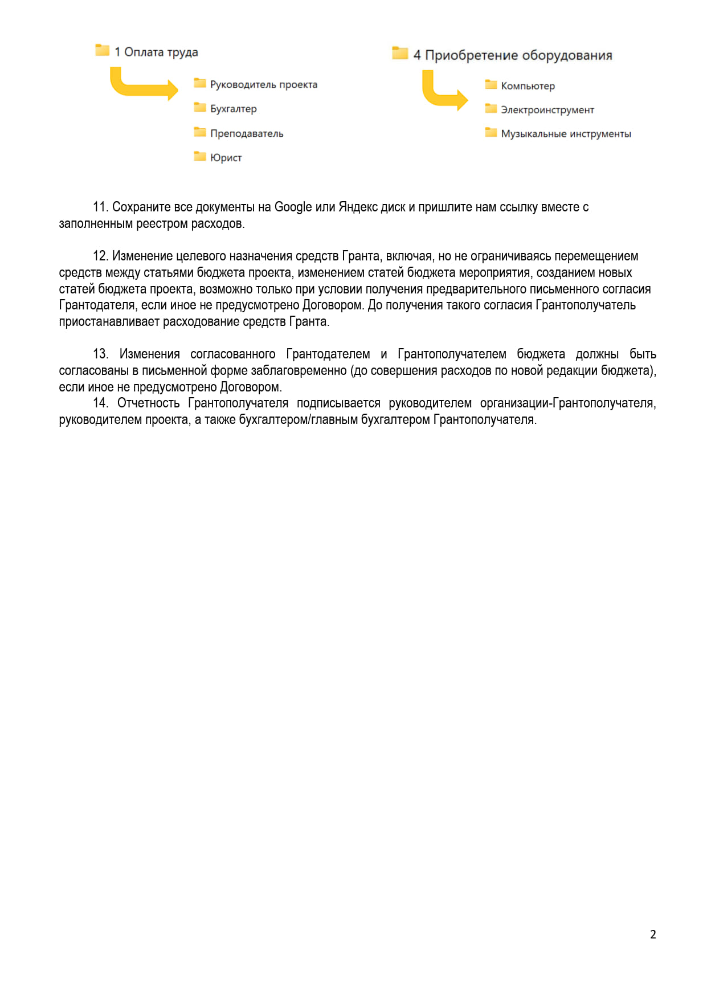 1 Оплата труда
Руководитель проекта
Бухгалтер
Преподаватель
Юрист
4 Приобретение оборудования
Компьютер
Электроинструмент
Музыкальные инструменты
11. Сохраните все документы на Google или Яндекс диск и пришлите нам ссылку вместе с
заполненным реестром расходов.
12. Изменение целевого назначения средств Гранта, включая, но не ограничиваясь перемещением
средств между статьями бюджета проекта, изменением статей бюджета мероприятия, созданием новых
статей бюджета проекта, возможно только при условии получения предварительного письменного согласия
Грантодателя, если иное не предусмотрено Договором. До получения такого согласия Грантополучатель
приостанавливает расходование средств Гранта.
13. Изменения согласованного Грантодателем и Грантополучателем бюджета должны быть
согласованы в письменной форме заблаговременно (до совершения расходов по новой редакции бюджета),
если иное не предусмотрено Договором.
14. Отчетность Грантополучателя подписывается руководителем организации-Грантополучателя,
руководителем проекта, а также бухгалтером/главным бухгалтером Грантополучателя.
2